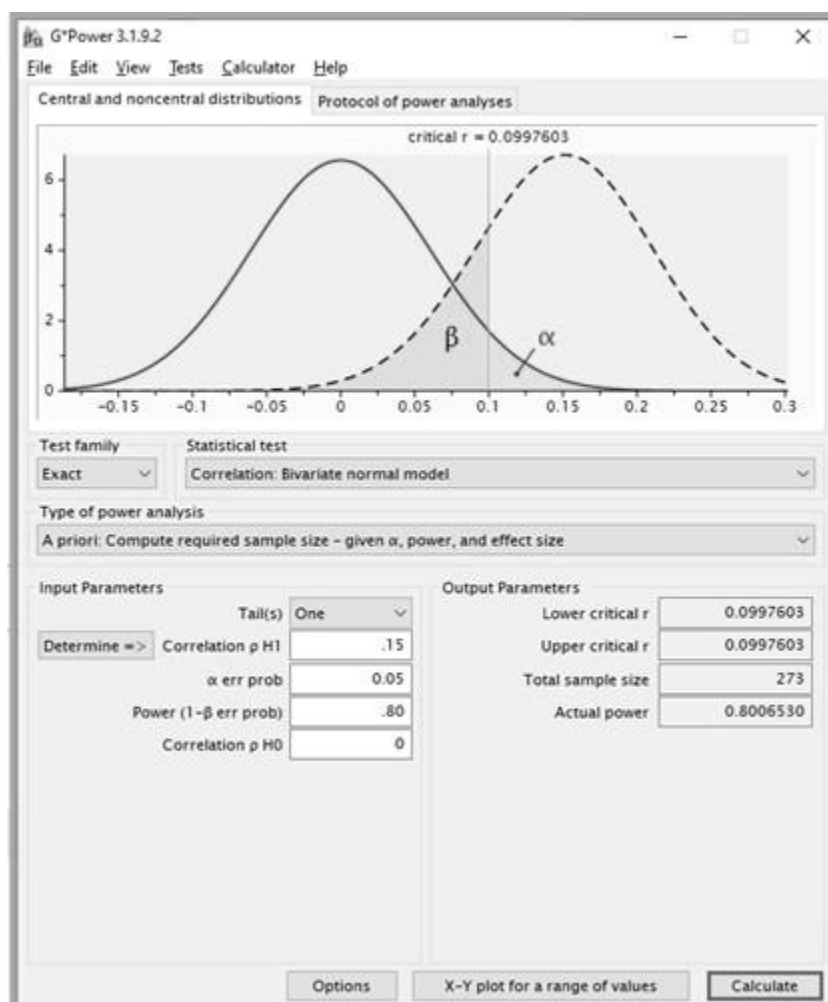 G*Power 3.1.9.2
File Edit View Tests Calculator Help
Central and noncentral distributions Protocol of power analyses
critical r = 0.0997603
6
4
2
0
β α
-0.15 -0.1 -0.05 0 0.05 0.1 0.15 0.2 0.25 0.3
Test family Statistical test
Exact Correlation: Bivariate normal model
Type of power analysis
A priori: Compute required sample size - given α, power, and effect size
Input Parameters Output Parameters
Tail(s) One Lower critical r 0.0997603
Determine => Correlation ρ H1 .15 Upper critical r 0.0997603
α err prob 0.05 Total sample size 273
Power (1-β err prob) .80 Actual power 0.8006530
Correlation ρ H0 0
Options X-Y plot for a range of values Calculate